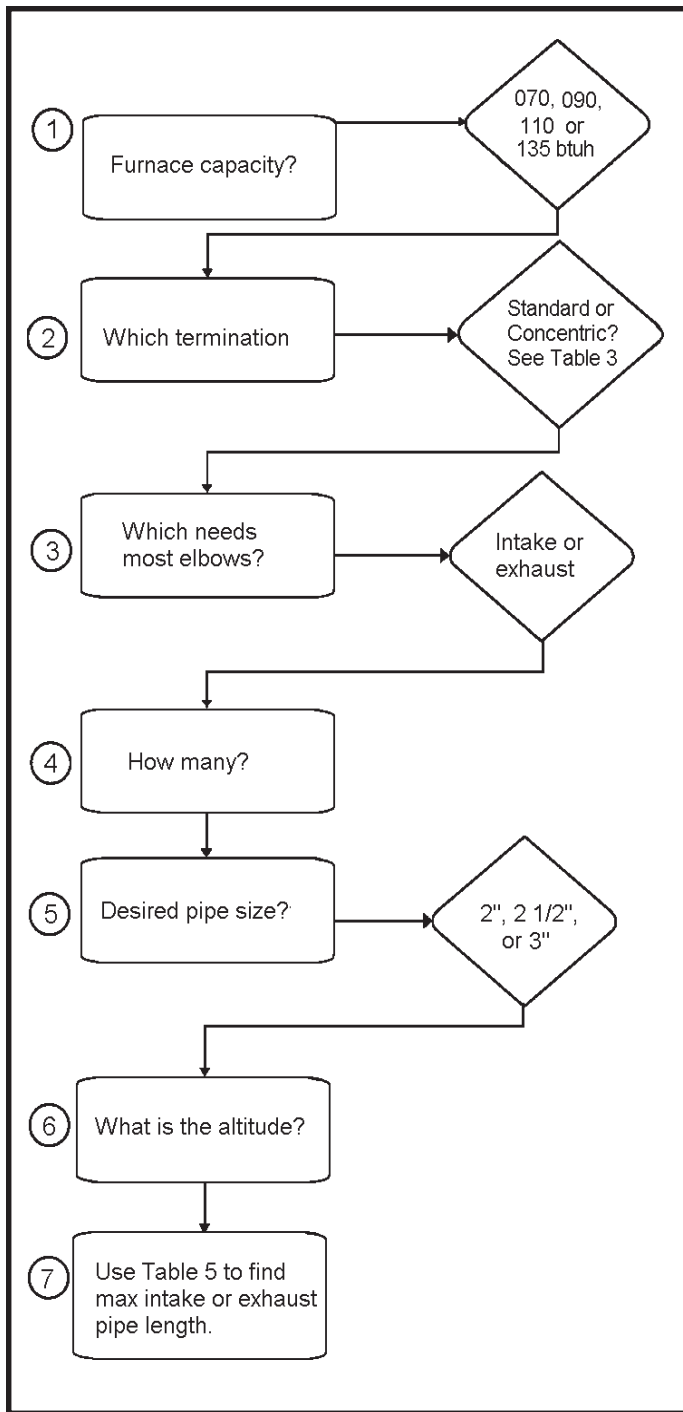 1
Furnace capacity?
070, 090,
110 or
135 btuh
2
Which termination
Standard or
Concentric?
See Table 3
3
Which needs
most elbows?
Intake or
exhaust
4
How many?
5
Desired pipe size?
2", 2 1/2",
or 3"
6
What is the altitude?
7
Use Table 5 to find
max intake or exhaust
pipe length.